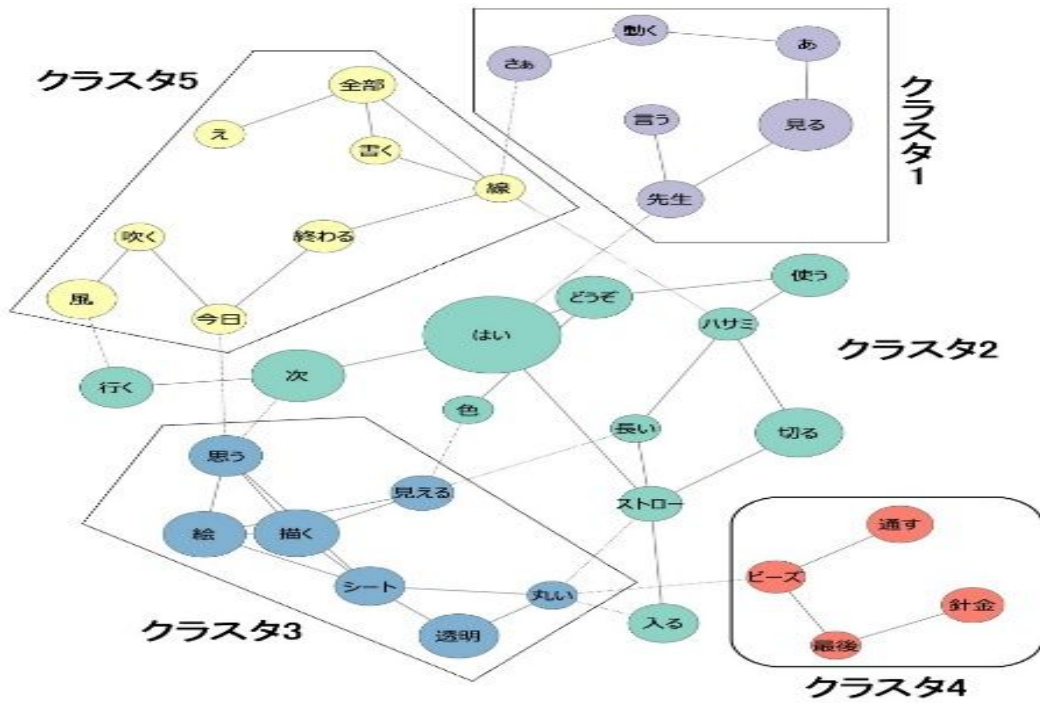 動く
あ
さぁ
クラスタ5
全部
クラスタ1
え
書く
言う
見る
線
先生
吹く
終わる
風
今日
どうぞ
使う
はい
ハサミ
クラスタ2
行く
次
色
長い
切る
思う
見える
ストロー
絵
描く
通す
シート
丸い
ビーズ
針金
クラスタ3
透明
入る
最後
クラスタ4